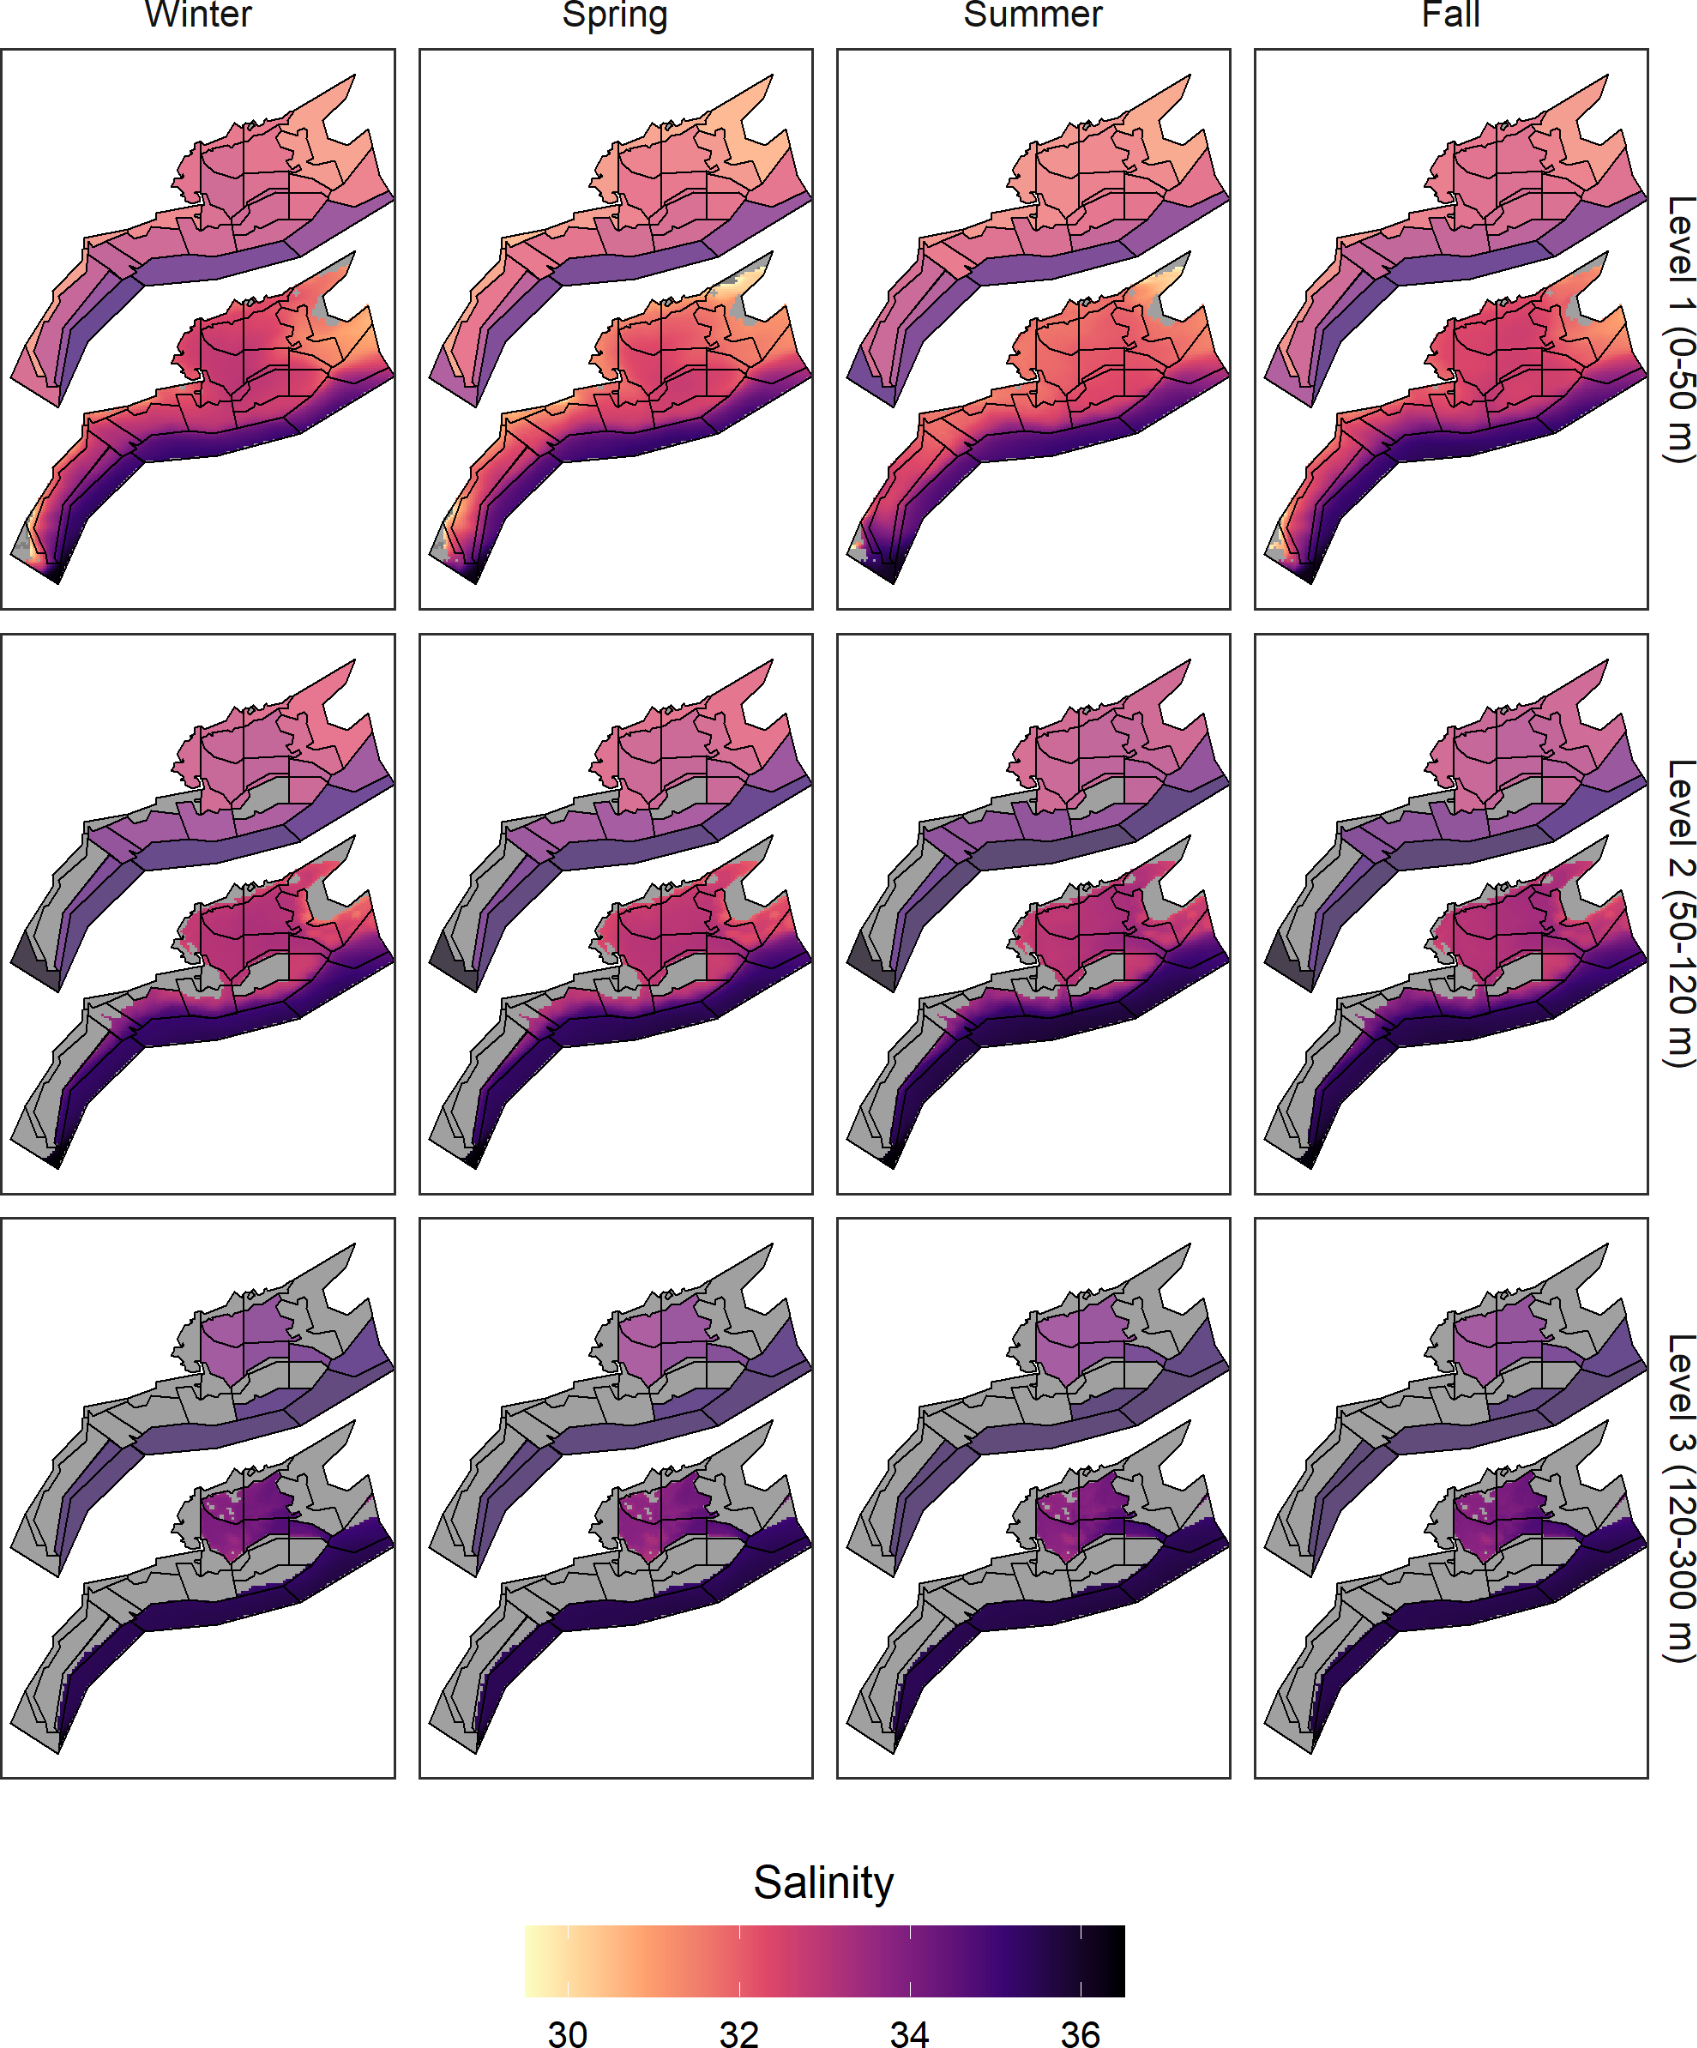 Winter
Spring
Summer
Fall
Level 1 (0-50 m)
Level 2 (50-120 m)
Level 3 (120-300 m)
Salinity
30
32
34
36